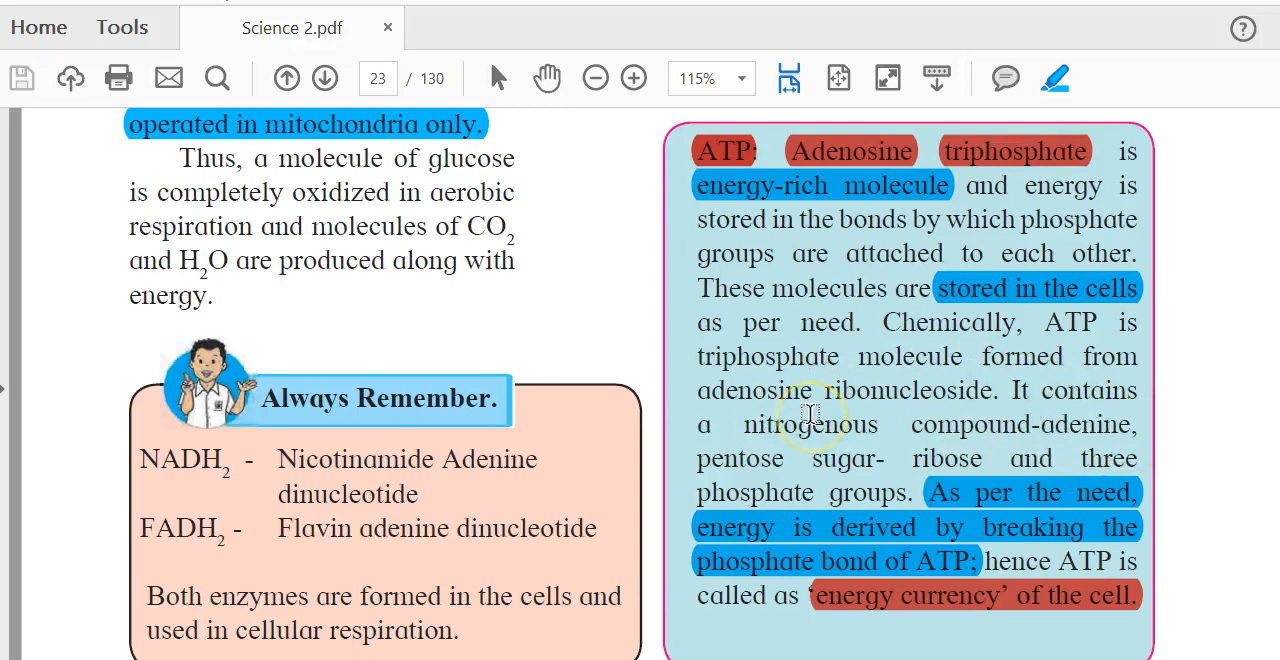 Home Tools Science 2.pdf ×
23 / 130 115%
operated in mitochondria only.
Thus, a molecule of glucose
is completely oxidized in aerobic
respiration and molecules of CO2
and H2O are produced along with
energy.
Always Remember.
NADH2 - Nicotinamide Adenine
dinucleotide
FADH2 - Flavin adenine dinucleotide
Both enzymes are formed in the cells and
used in cellular respiration.
ATP: Adenosine triphosphate is
energy-rich molecule and energy is
stored in the bonds by which phosphate
groups are attached to each other.
These molecules are stored in the cells
as per need. Chemically, ATP is
triphosphate molecule formed from
adenosine ribonucleoside. It contains
a nitrogenous compound-adenine,
pentose sugar- ribose and three
phosphate groups. As per the need,
energy is derived by breaking the
phosphate bond of ATP; hence ATP is
called as ‘energy currency’ of the cell.